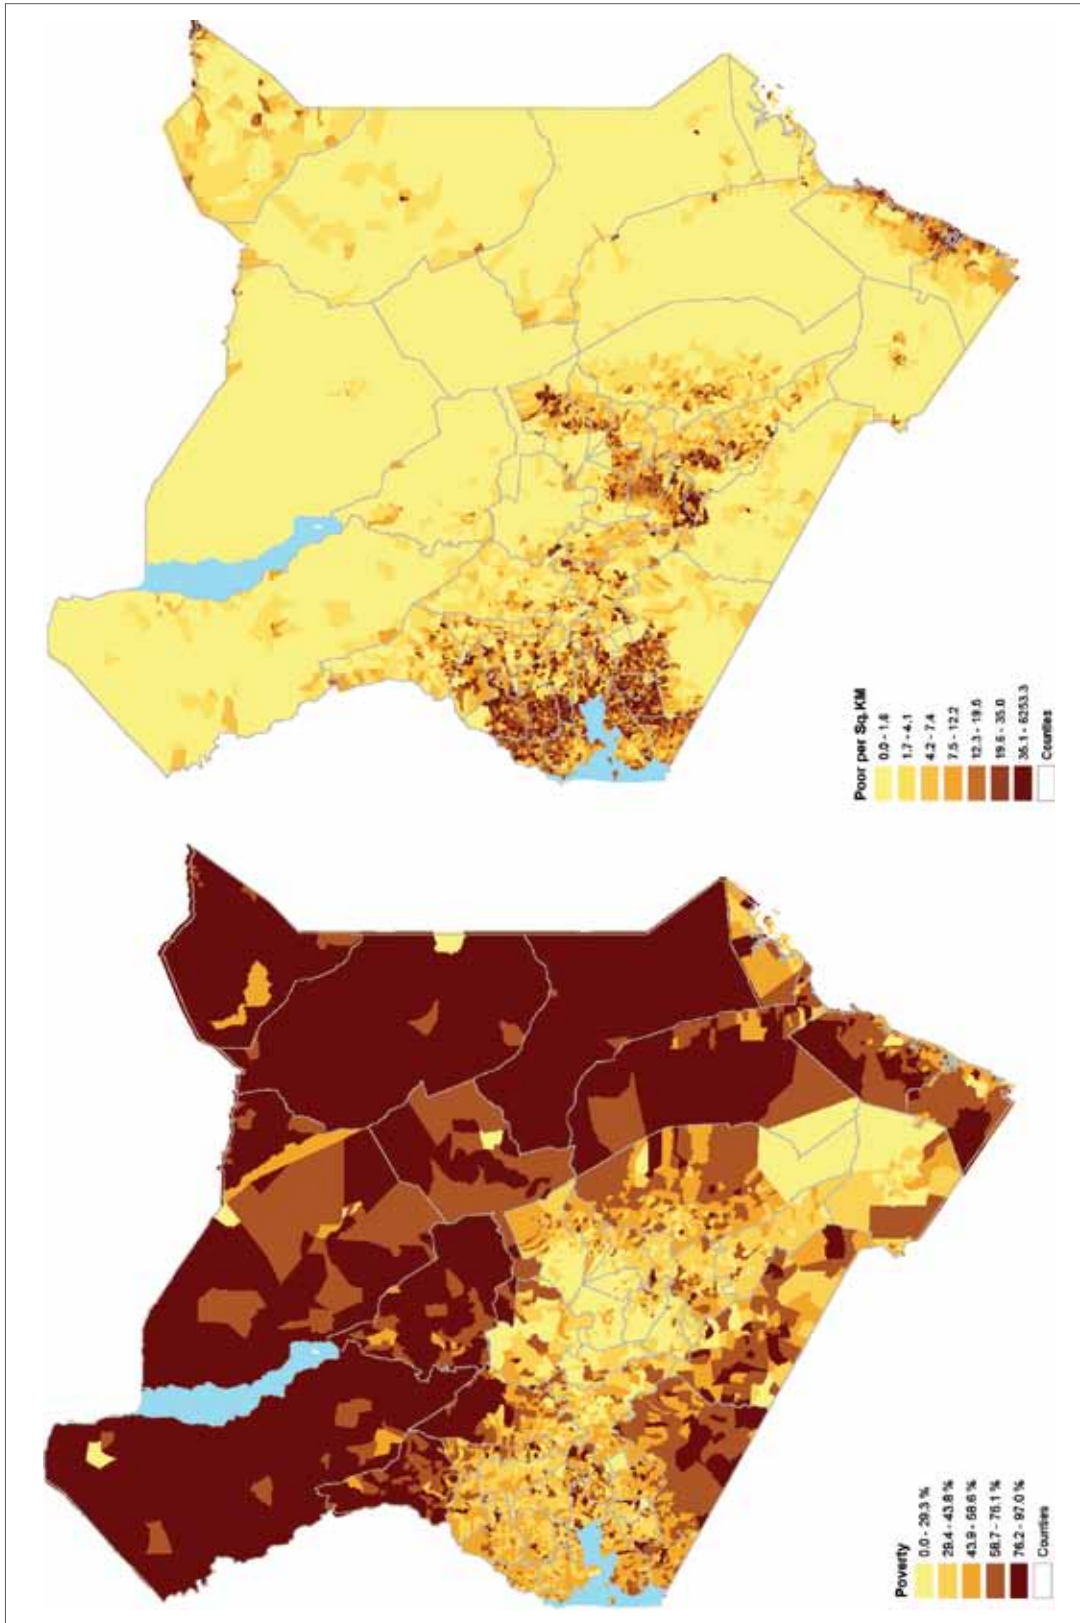 Poor per Sq.KM
0.0 - 1.6
1.7 - 4.1
4.2 - 7.4
7.5 - 12.2
12.3 - 19.5
19.6 - 35.0
35.1 - 6253.3
Counties
Poverty
0.0 - 29.3 %
29.4 - 43.8 %
43.9 - 58.6 %
58.7 - 76.1 %
76.2 - 97.0 %
Counties